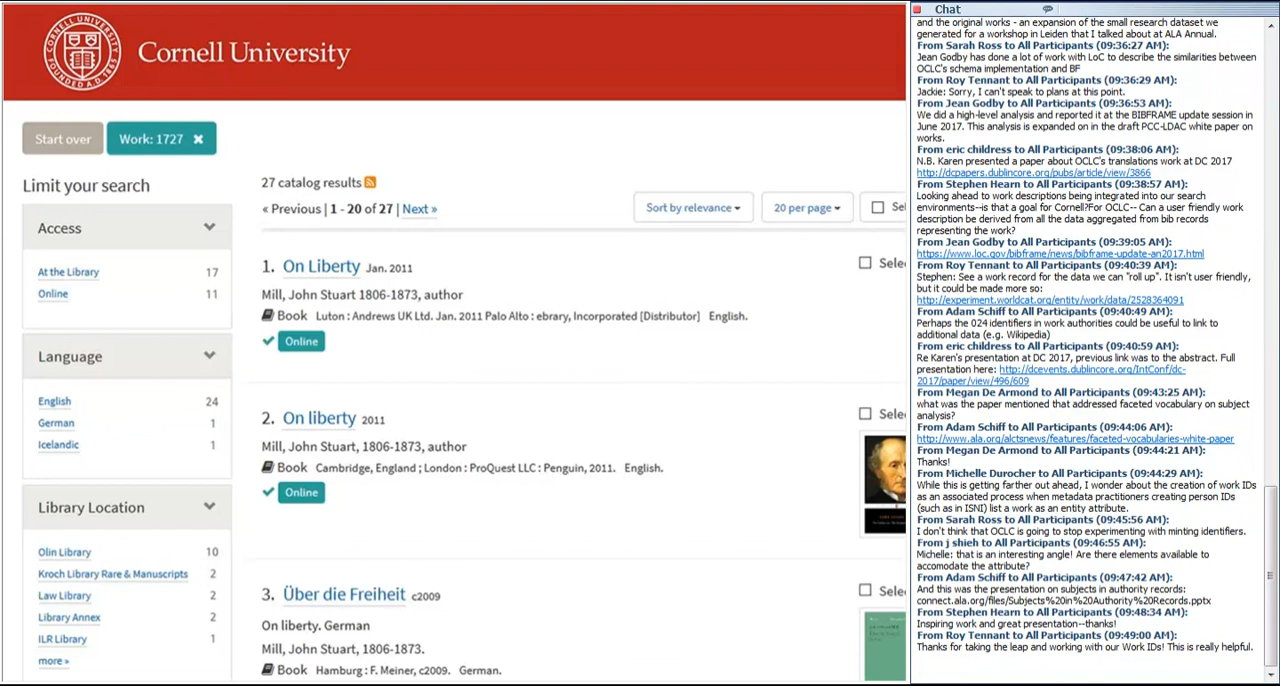 Cornell University
Start over
Work: 1727 ✖
Limit your search
Access
At the Library 17
Online 11
Language
English 24
German 1
Icelandic 1
Library Location
Olin Library 10
Kroch Library Rare & Manuscripts 2
Law Library 2
Library Annex 2
ILR Library 1
more »
27 catalog results
« Previous | 1 - 20 of 27 | Next »
Sort by relevance
20 per page
Sel
1. On Liberty Jan. 2011
Selec
Mill, John Stuart 1806-1873, author
Book Luton : Andrews UK Ltd. Jan. 2011 Palo Alto : ebrary, Incorporated [Distributor] English.
Online
2. On liberty 2011
Selec
Mill, John Stuart, 1806-1873, author
Book Cambridge, England ; London : ProQuest LLC : Penguin, 2011. English.
Online
3. Über die Freiheit c2009
Selec
On liberty. German
Mill, John Stuart, 1806-1873.
Book Hamburg : F. Meiner, c2009. German.
Chat
and the original works - an expansion of the small research dataset we
generated for a workshop in Leiden that I talked about at ALA Annual.
From Sarah Ross to All Participants (09:36:27 AM):
Jean Godby has done a lot of work with LoC to describe the similarities between
OCLC's schema implementation and BF
From Roy Tennant to All Participants (09:36:29 AM):
Jackie: Sorry, I can't speak to plans at this point.
From Jean Godby to All Participants (09:36:53 AM):
We did a high-level analysis and reported it at the BIBFRAME update session in
June 2017. This analysis is expanded on in the draft PCC-LDAC white paper on
works.
From eric childress to All Participants (09:38:06 AM):
N.B. Karen presented a paper about OCLC's translations work at DC 2017
http://dcpapers.dublincore.org/pubs/article/view/3866
From Stephen Hearn to All Participants (09:38:57 AM):
Looking ahead to work descriptions being integrated into our search
environments--is that a goal for Cornell?For OCLC-- Can a user friendly work
description be derived from all the data aggregated from bib records
representing the work?
From Jean Godby to All Participants (09:39:05 AM):
https://www.loc.gov/bibframe/news/bibframe-update-an2017.html
From Roy Tennant to All Participants (09:40:39 AM):
Stephen: See a work record for the data we can "roll up". It isn't user friendly,
but it could be made more so:
http://experiment.worldcat.org/entity/work/data/2528364091
From Adam Schiff to All Participants (09:40:49 AM):
Perhaps the 024 identifiers in work authorities could be useful to link to
additional data (e.g. Wikipedia)
From eric childress to All Participants (09:40:59 AM):
Re Karen's presentation at DC 2017, previous link was to the abstract. Full
presentation here: http://dcevents.dublincore.org/IntConf/dc-
2017/paper/view/496/609
From Megan De Armond to All Participants (09:43:25 AM):
what was the paper mentioned that addressed faceted vocabulary on subject
analysis?
From Adam Schiff to All Participants (09:44:06 AM):
http://www.ala.org/alctsnews/features/faceted-vocabularies-white-paper
From Megan De Armond to All Participants (09:44:21 AM):
Thanks!
From Michelle Durocher to All Participants (09:44:29 AM):
While this is getting farther out ahead, I wonder about the creation of work IDs
as an associated process when metadata practitioners creating person IDs
(such as in ISNI) list a work as an entity attribute.
From Sarah Ross to All Participants (09:45:56 AM):
I don't think that OCLC is going to stop experimenting with minting identifiers.
From j shieh to All Participants (09:46:55 AM):
Michelle: that is an interesting angle! Are there elements available to
accomodate the attribute?
From Adam Schiff to All Participants (09:47:42 AM):
And this was the presentation on subjects in authority records:
connect.ala.org/files/Subjects%20in%20Authority%20Records.pptx
From Stephen Hearn to All Participants (09:48:34 AM):
Inspiring work and great presentation--thanks!
From Roy Tennant to All Participants (09:49:00 AM):
Thanks for taking the leap and working with our Work IDs! This is really helpful.